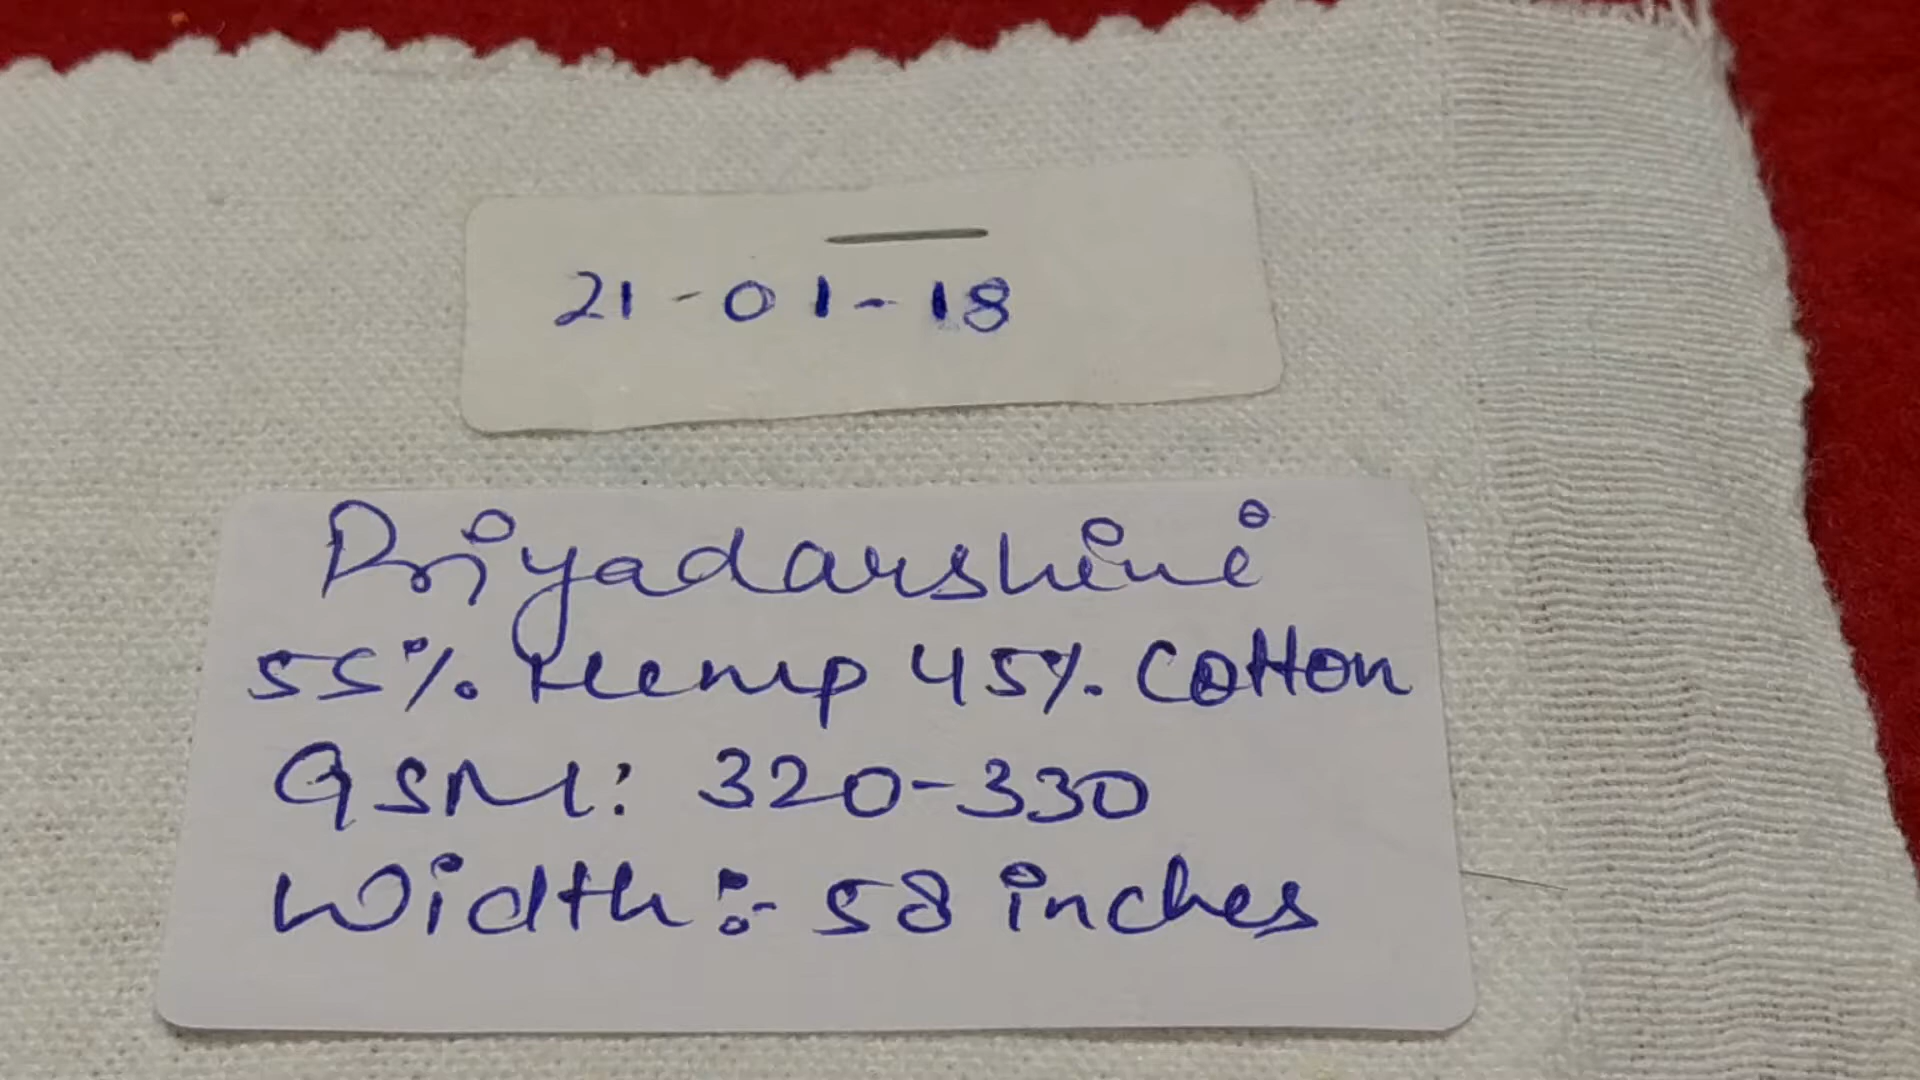 21-01-18
Priyadarshini
55% Hemp 45% Cotton
GSM: 320-330
Width:- 58 inches